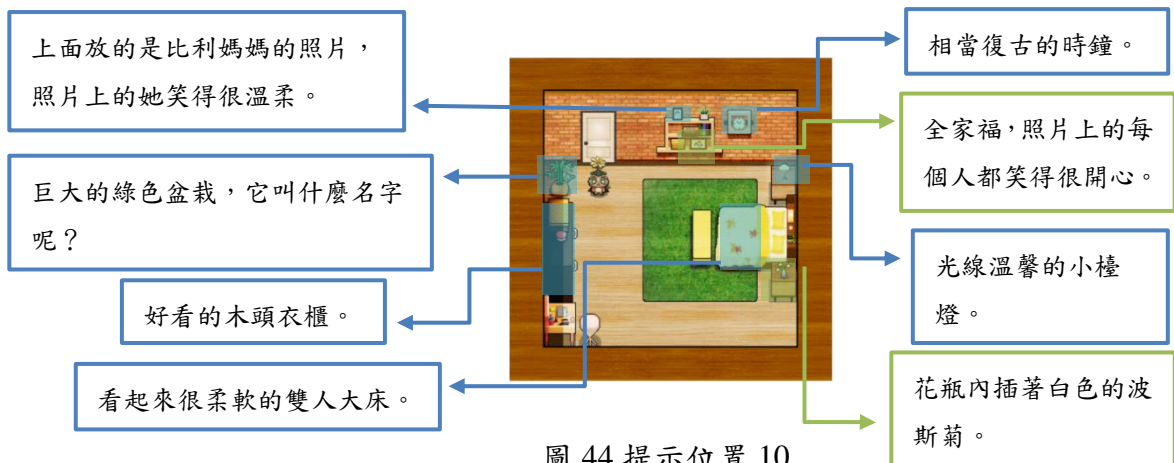 上面放的是比利媽媽的照片，
照片上的她笑得很溫柔。
巨大的綠色盆栽，它叫什麼名字
呢？
好看的木頭衣櫃。
看起來很柔軟的雙人大床。
相當復古的時鐘。
全家福，照片上的每
個人都笑得很開心。
光線溫馨的小檯
燈。
花瓶內插著白色的波
斯菊。
圖 44 提示位置 10